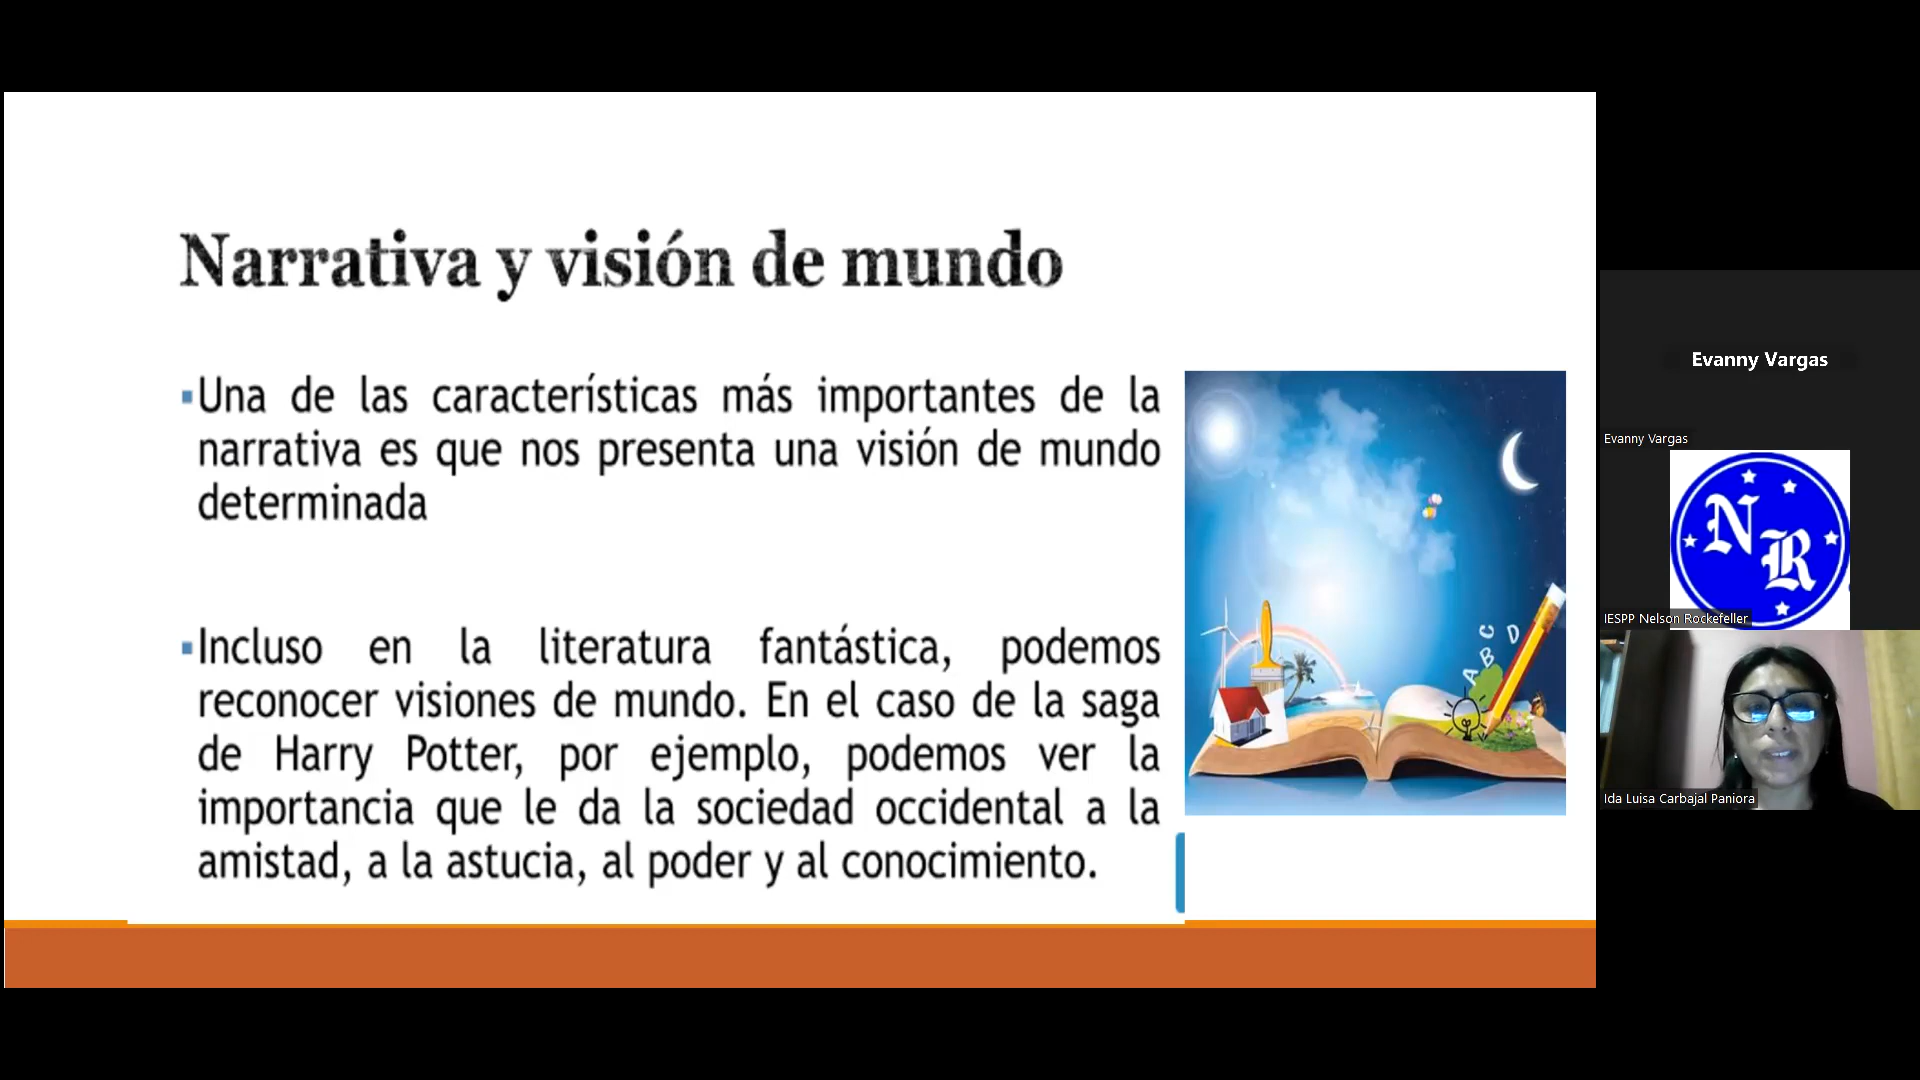 Narrativa y visión de mundo
Una de las características más importantes de la
narrativa es que nos presenta una visión de mundo
determinada
Incluso en la literatura fantástica, podemos
reconocer visiones de mundo. En el caso de la saga
de Harry Potter, por ejemplo, podemos ver la
importancia que le da la sociedad occidental a la
amistad, a la astucia, al poder y al conocimiento.
A B C D
Evanny Vargas
Evanny Vargas
N R
IESPP Nelson Rockefeller
Ida Luisa Carbajal Paniora